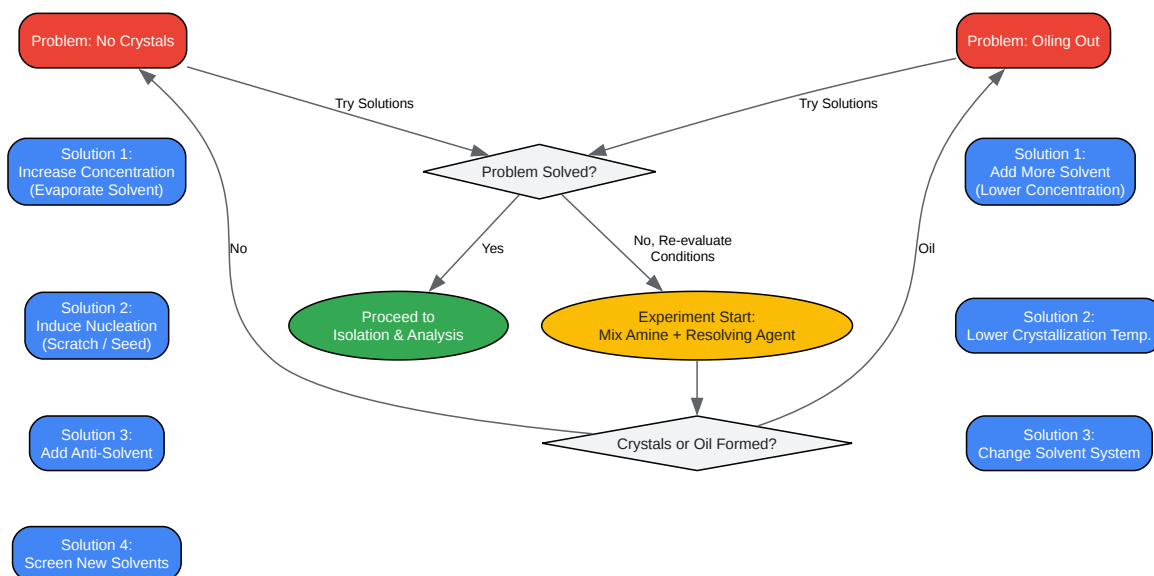 Problem: No Crystals
Problem: Oiling Out
Try Solutions
Try Solutions
Solution 1:
Increase Concentration
(Evaporate Solvent)
Problem Solved?
Solution 1:
Add More Solvent
(Lower Concentration)
No
Yes
No, Re-evaluate
Conditions
Oil
Solution 2:
Induce Nucleation
(Scratch / Seed)
Proceed to
Isolation & Analysis
Experiment Start:
Mix Amine + Resolving Agent
Solution 2:
Lower Crystallization Temp.
Solution 3:
Add Anti-Solvent
Crystals or Oil Formed?
Solution 3:
Change Solvent System
Solution 4:
Screen New Solvents